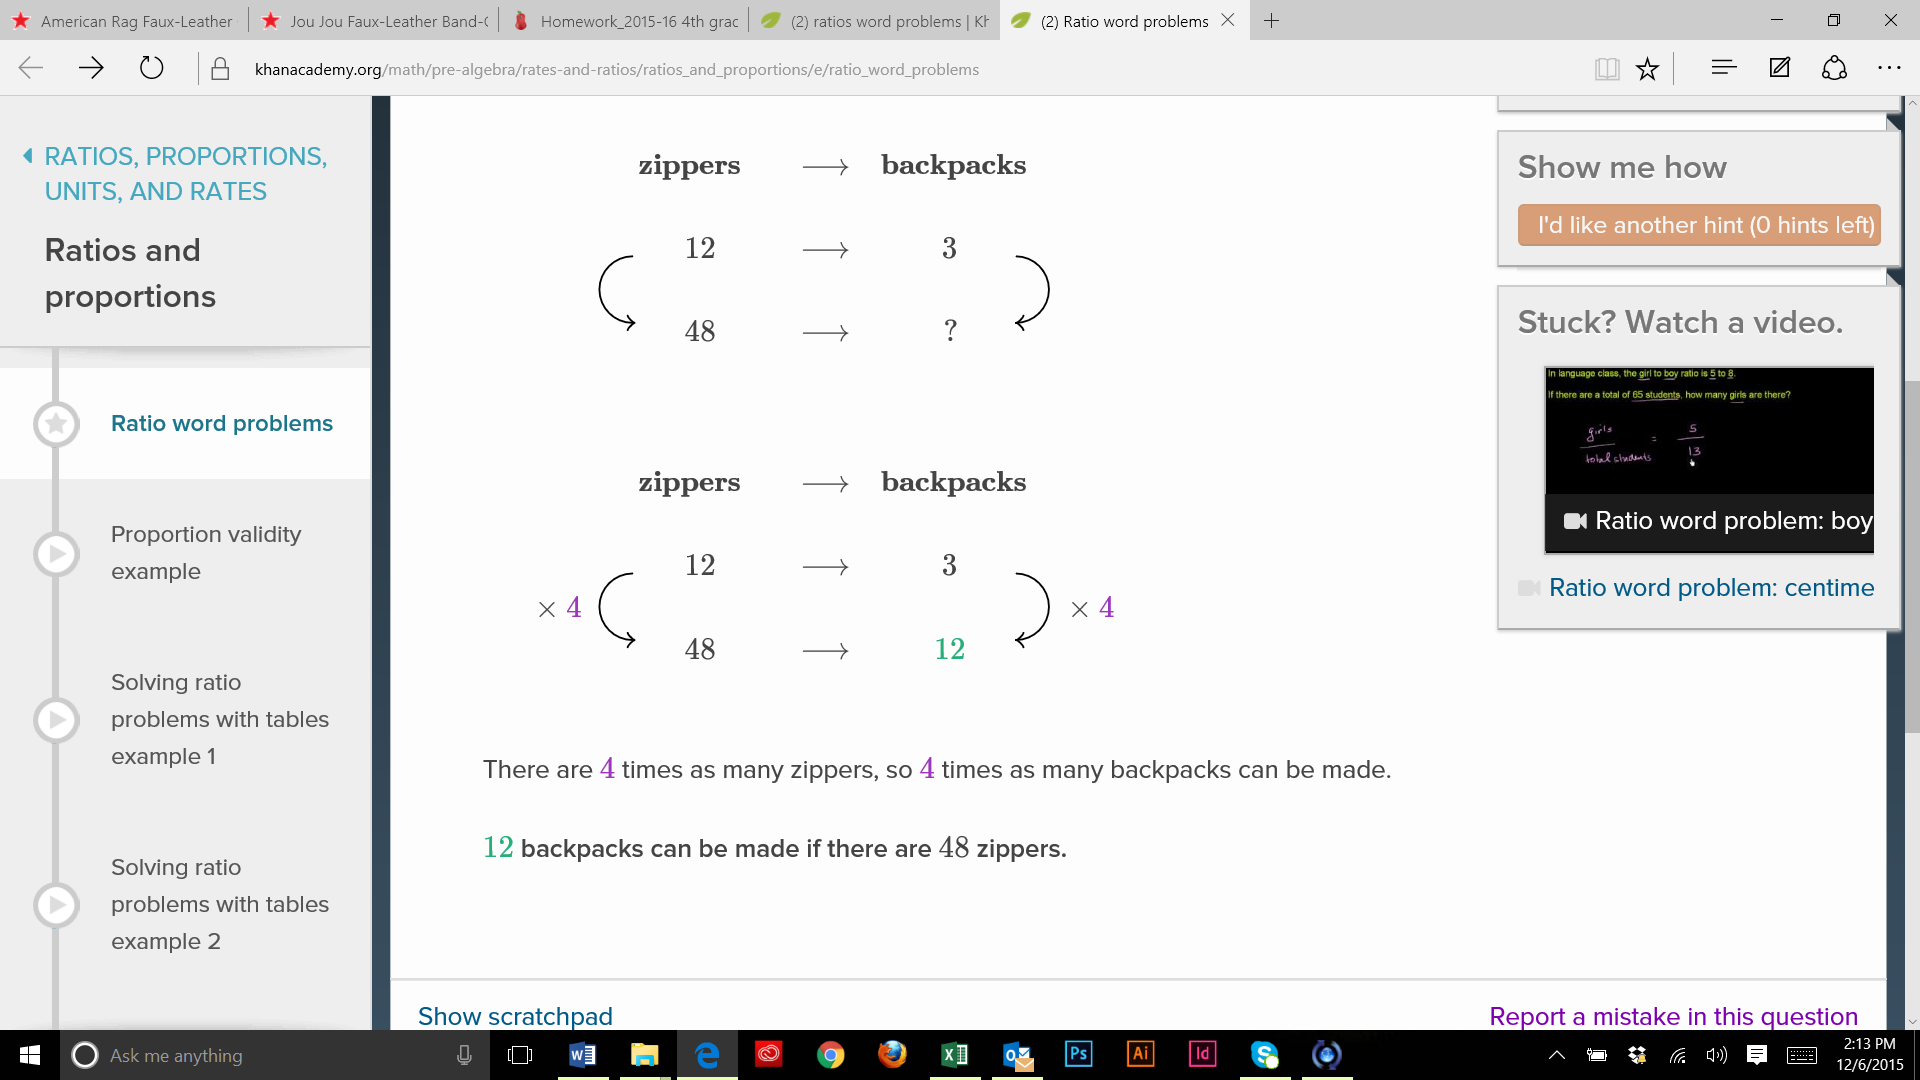 American Rag Faux-Leather
Jou Jou Faux-Leather Band-C
Homework_2015-16 4th grac
(2) ratios word problems | Kh
(2) Ratio word problems
khanacademy.org/math/pre-algebra/rates-and-ratios/ratios_and_proportions/e/ratio_word_problems
RATIOS, PROPORTIONS,
UNITS, AND RATES
Ratios and
proportions
Ratio word problems
Proportion validity
example
Solving ratio
problems with tables
example 1
Solving ratio
problems with tables
example 2
zippers ⟶ backpacks
12 ⟶ 3
48 ⟶ ?
zippers ⟶ backpacks
12 ⟶ 3
× 4 × 4
48 ⟶ 12
There are 4 times as many zippers, so 4 times as many backpacks can be made.
12 backpacks can be made if there are 48 zippers.
Show scratchpad
Report a mistake in this question
Show me how
I'd like another hint (0 hints left)
Stuck? Watch a video.
In language class, the girl to boy ratio is 5 to 8.
If there are a total of 65 students, how many girls are there?
girls = 5
total students 13
Ratio word problem: boy
Ratio word problem: centime
Ask me anything
Ps
Ai
Id
2:13 PM
12/6/2015